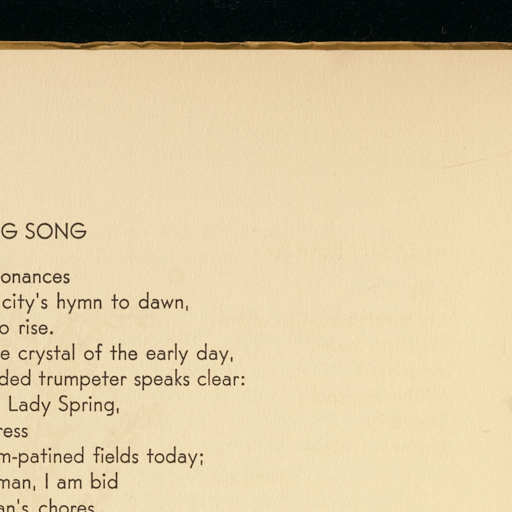 G SONG
onances
city's hymn to dawn,
o rise.
e crystal of the early day,
ded trumpeter speaks clear:
Lady Spring,
ress
m-patined fields today;
man, I am bid
an's chores